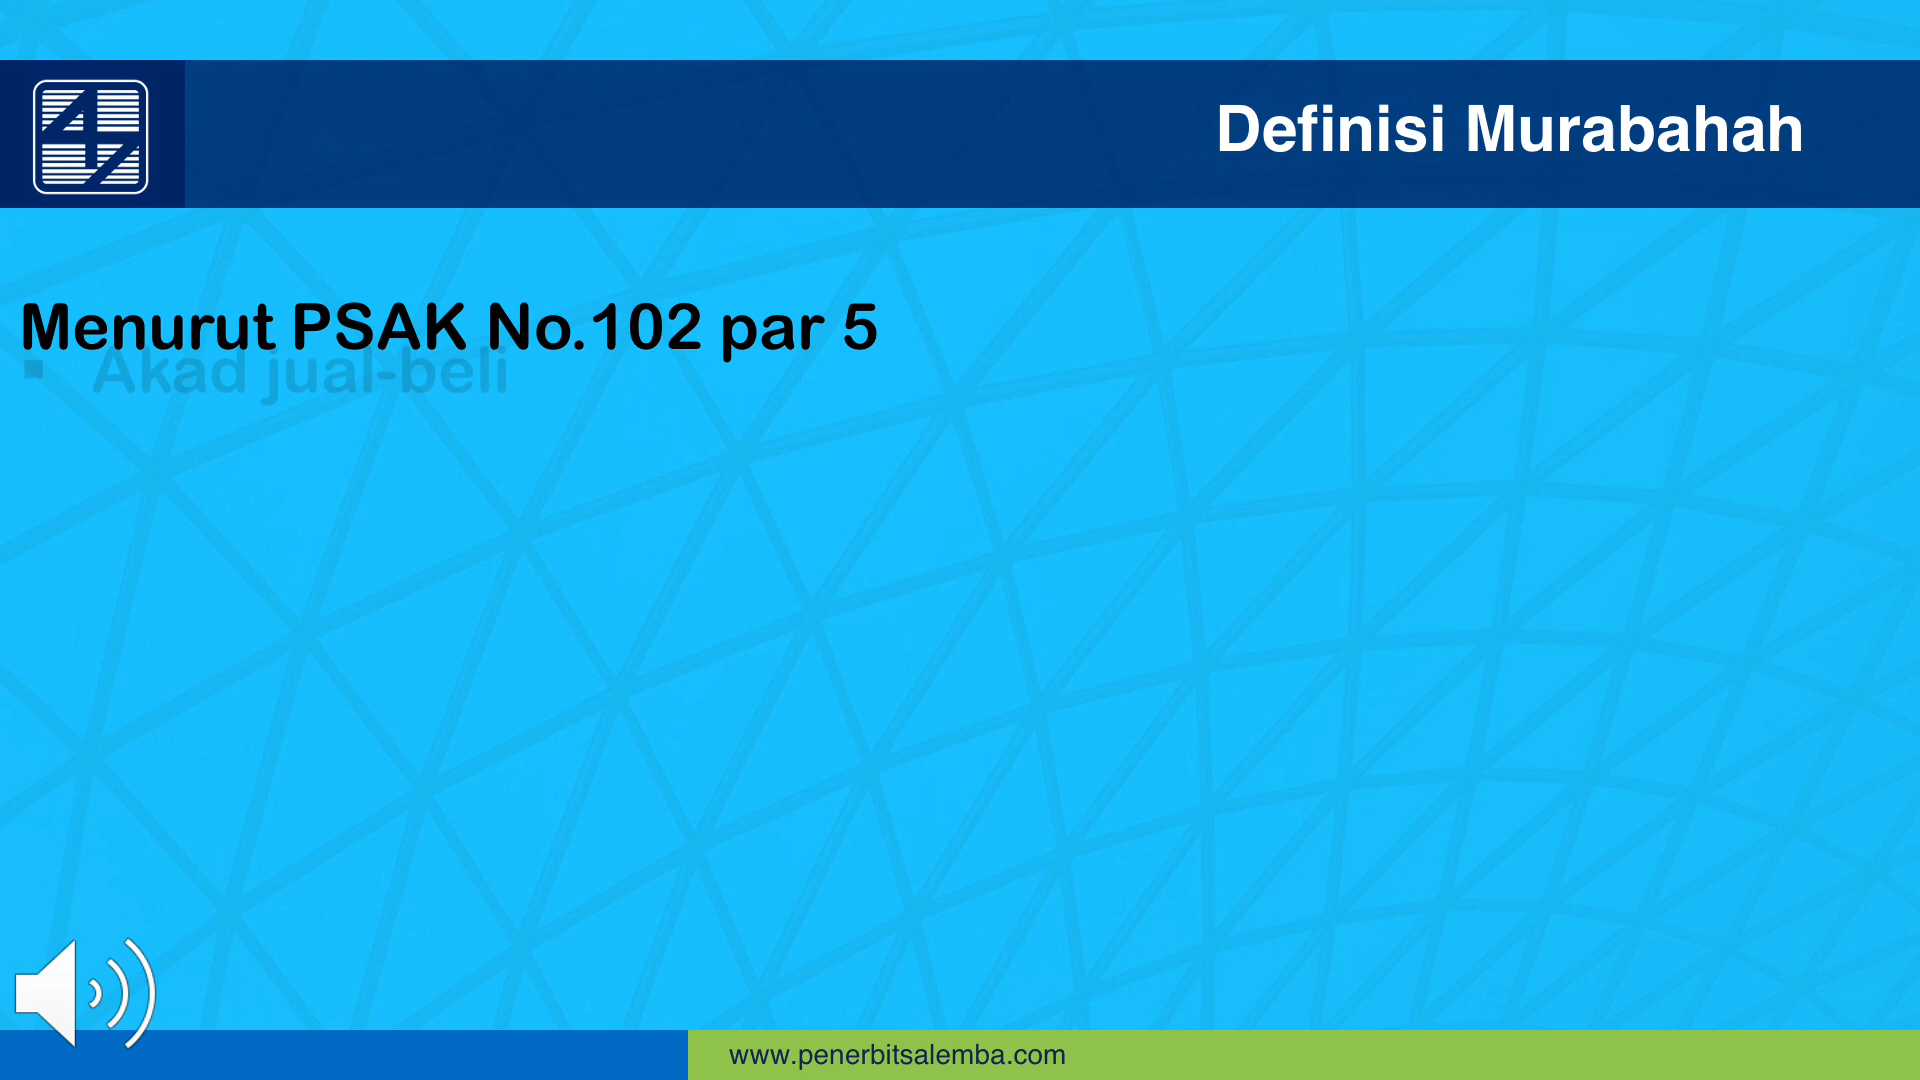 Definisi Murabahah
Menurut PSAK No.102 par 5
▪ Akad jual-beli
www.penerbitsalemba.com